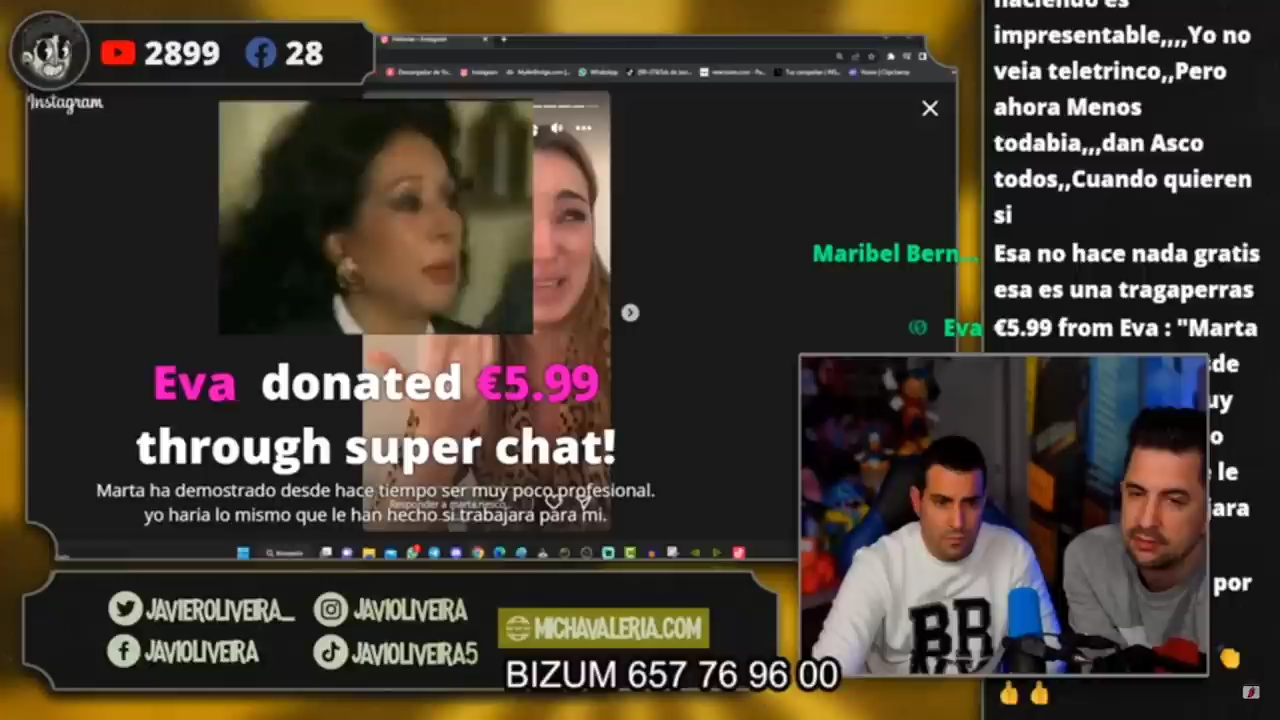 2899
28
Instagram
haciendo es
impresentable,,,,Yo no
veia teletrinco,,Pero
ahora Menos
todabia,,,dan Asco
todos,,Cuando quieren
si
Maribel Bern...
Esa no hace nada gratis
esa es una tragaperras
Eva
€5.99 from Eva : "Marta
sde
uy
o
le
ara
por
Eva donated €5.99
through super chat!
Marta ha demostrado desde hace tiempo ser muy poco profesional.
yo haria lo mismo que le han hecho si trabajara para mi.
BR
JAVIEROLIVEIRA_
JAVIOLIVEIRA
JAVIOLIVEIRA
JAVIOLIVEIRA5
MICHAVALERIA.COM
BIZUM 657 76 96 00